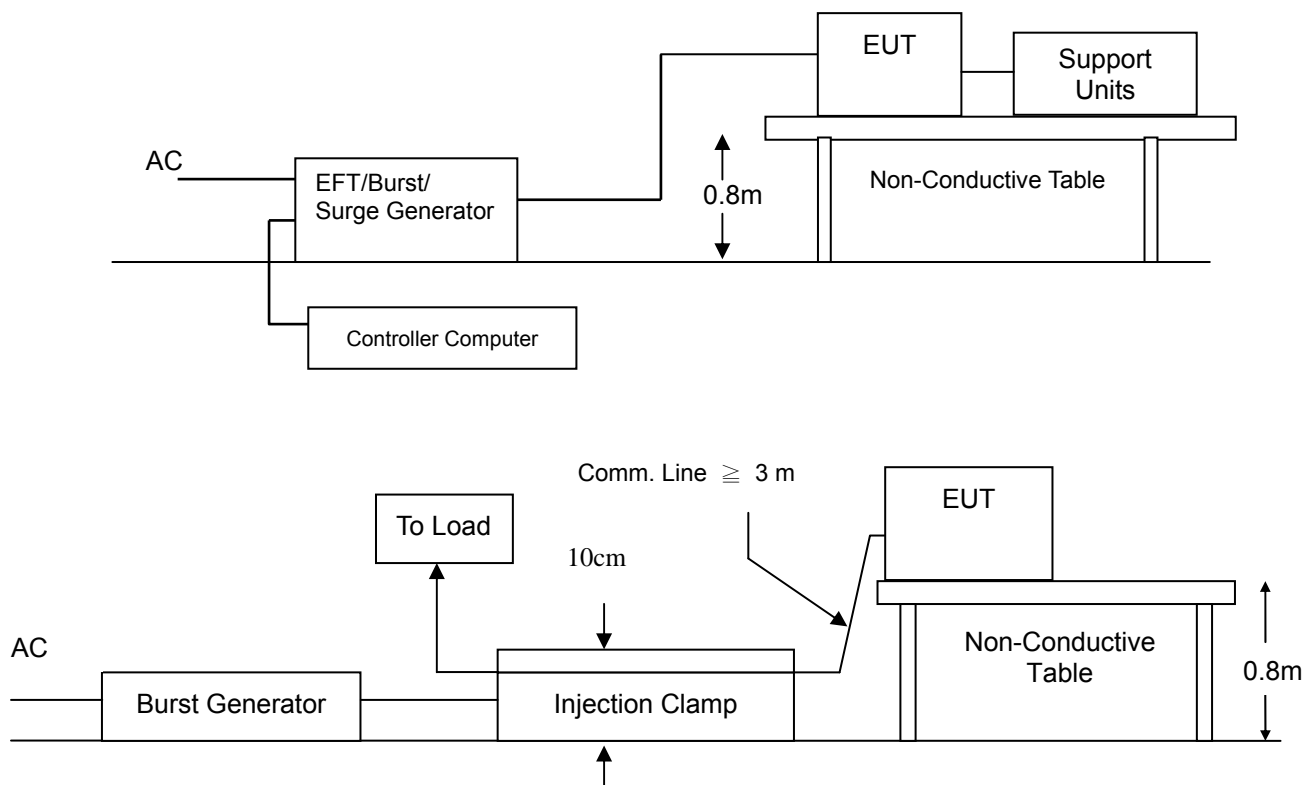 EUT
Support
Units
AC
EFT/Burst/
Surge Generator
0.8m
Non-Conductive Table
Controller Computer
Comm. Line ≧ 3 m
EUT
To Load
10cm
AC
Non-Conductive
Table
0.8m
Burst Generator
Injection Clamp